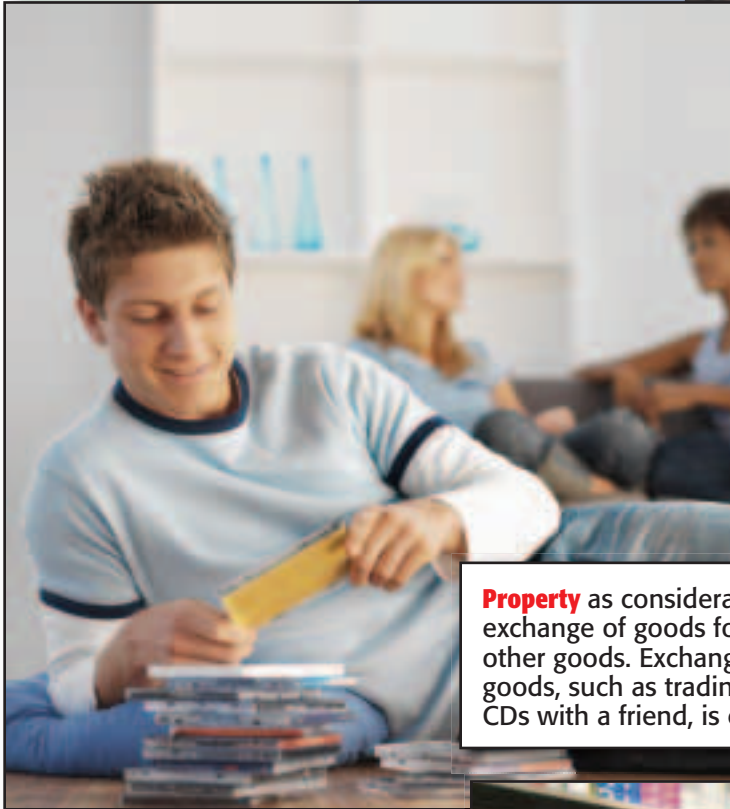 Property as considera
exchange of goods fo
other goods. Exchang
goods, such as tradin
CDs with a friend, is